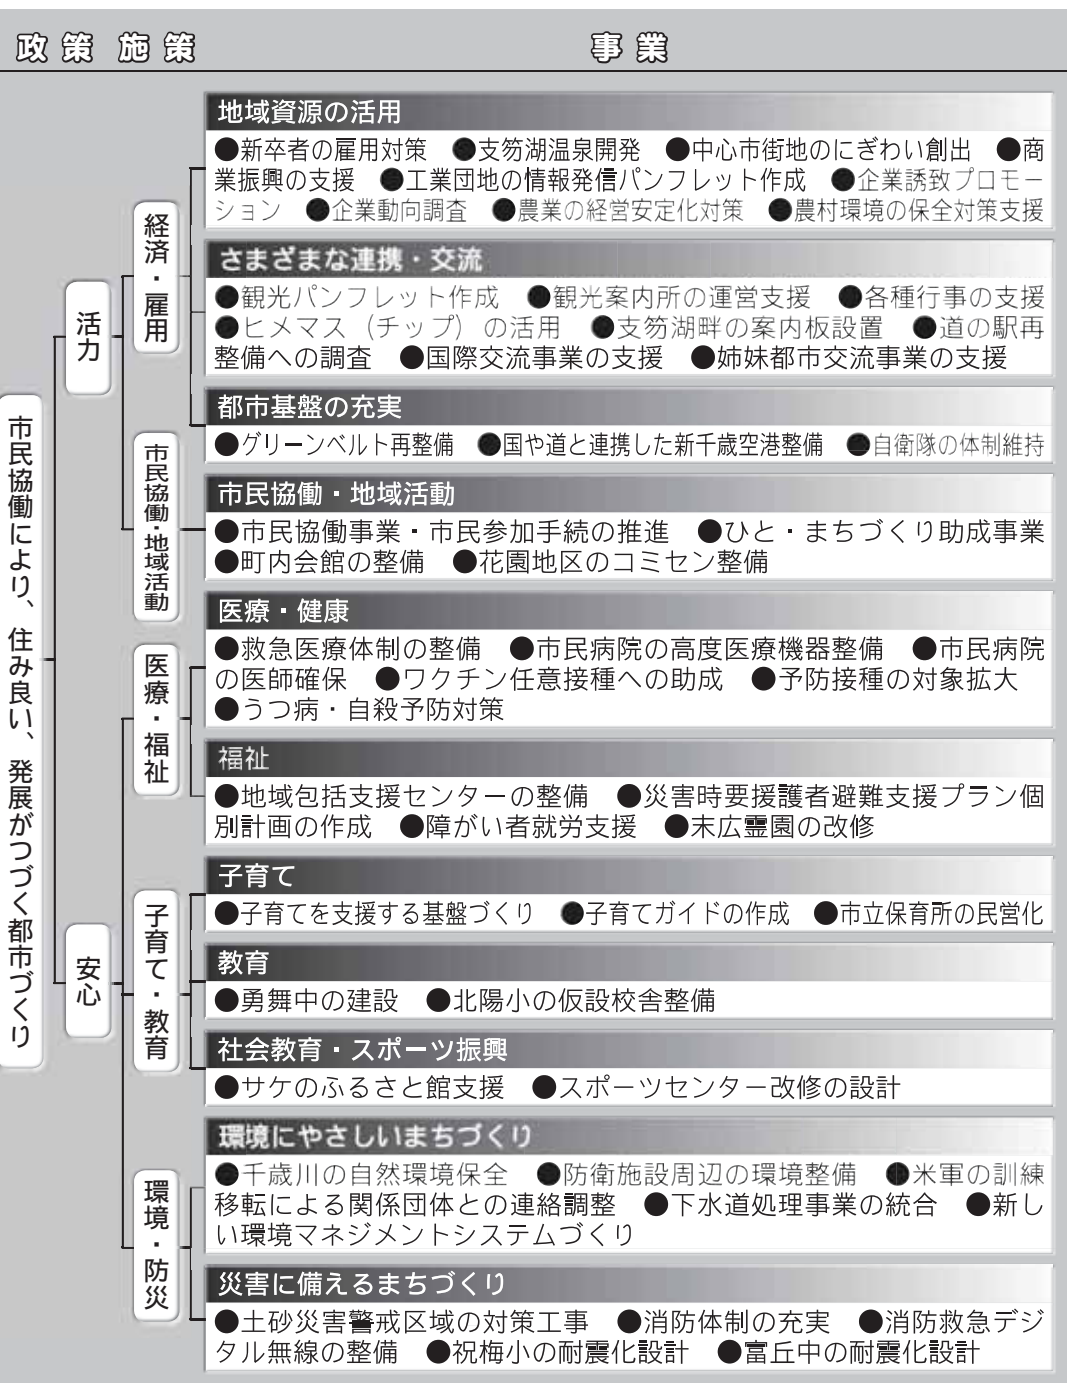 政策 施策 事業
市民協働により、住み良い、発展がつづく都市づくり
活力
経済・雇用
地域資源の活用
●新卒者の雇用対策 ●支笏湖温泉開発 ●中心市街地のにぎわい創出 ●商
業振興の支援 ●工業団地の情報発信パンフレット作成 ●企業誘致プロモー
ション ●企業動向調査 ●農業の経営安定化対策 ●農村環境の保全対策支援
さまざまな連携・交流
●観光パンフレット作成 ●観光案内所の運営支援 ●各種行事の支援
●ヒメマス（チップ）の活用 ●支笏湖畔の案内板設置 ●道の駅再
整備への調査 ●国際交流事業の支援 ●姉妹都市交流事業の支援
都市基盤の充実
●グリーンベルト再整備 ●国や道と連携した新千歳空港整備 ●自衛隊の体制維持
市民協働・地域活動
市民協働・地域活動
●市民協働事業・市民参加手続の推進 ●ひと・まちづくり助成事業
●町内会館の整備 ●花園地区のコミセン整備
安心
医療・福祉
医療・健康
●救急医療体制の整備 ●市民病院の高度医療機器整備 ●市民病院
の医師確保 ●ワクチン任意接種への助成 ●予防接種の対象拡大
●うつ病・自殺予防対策
福祉
●地域包括支援センターの整備 ●災害時要援護者避難支援プラン個
別計画の作成 ●障がい者就労支援 ●末広霊園の改修
子育て・教育
子育て
●子育てを支援する基盤づくり ●子育てガイドの作成 ●市立保育所の民営化
教育
●勇舞中の建設 ●北陽小の仮設校舎整備
社会教育・スポーツ振興
●サケのふるさと館支援 ●スポーツセンター改修の設計
環境・防災
環境にやさしいまちづくり
●千歳川の自然環境保全 ●防衛施設周辺の環境整備 ●米軍の訓練
移転による関係団体との連絡調整 ●下水道処理事業の統合 ●新し
い環境マネジメントシステムづくり
災害に備えるまちづくり
●土砂災害警戒区域の対策工事 ●消防体制の充実 ●消防救急デジ
タル無線の整備 ●祝梅小の耐震化設計 ●富丘中の耐震化設計